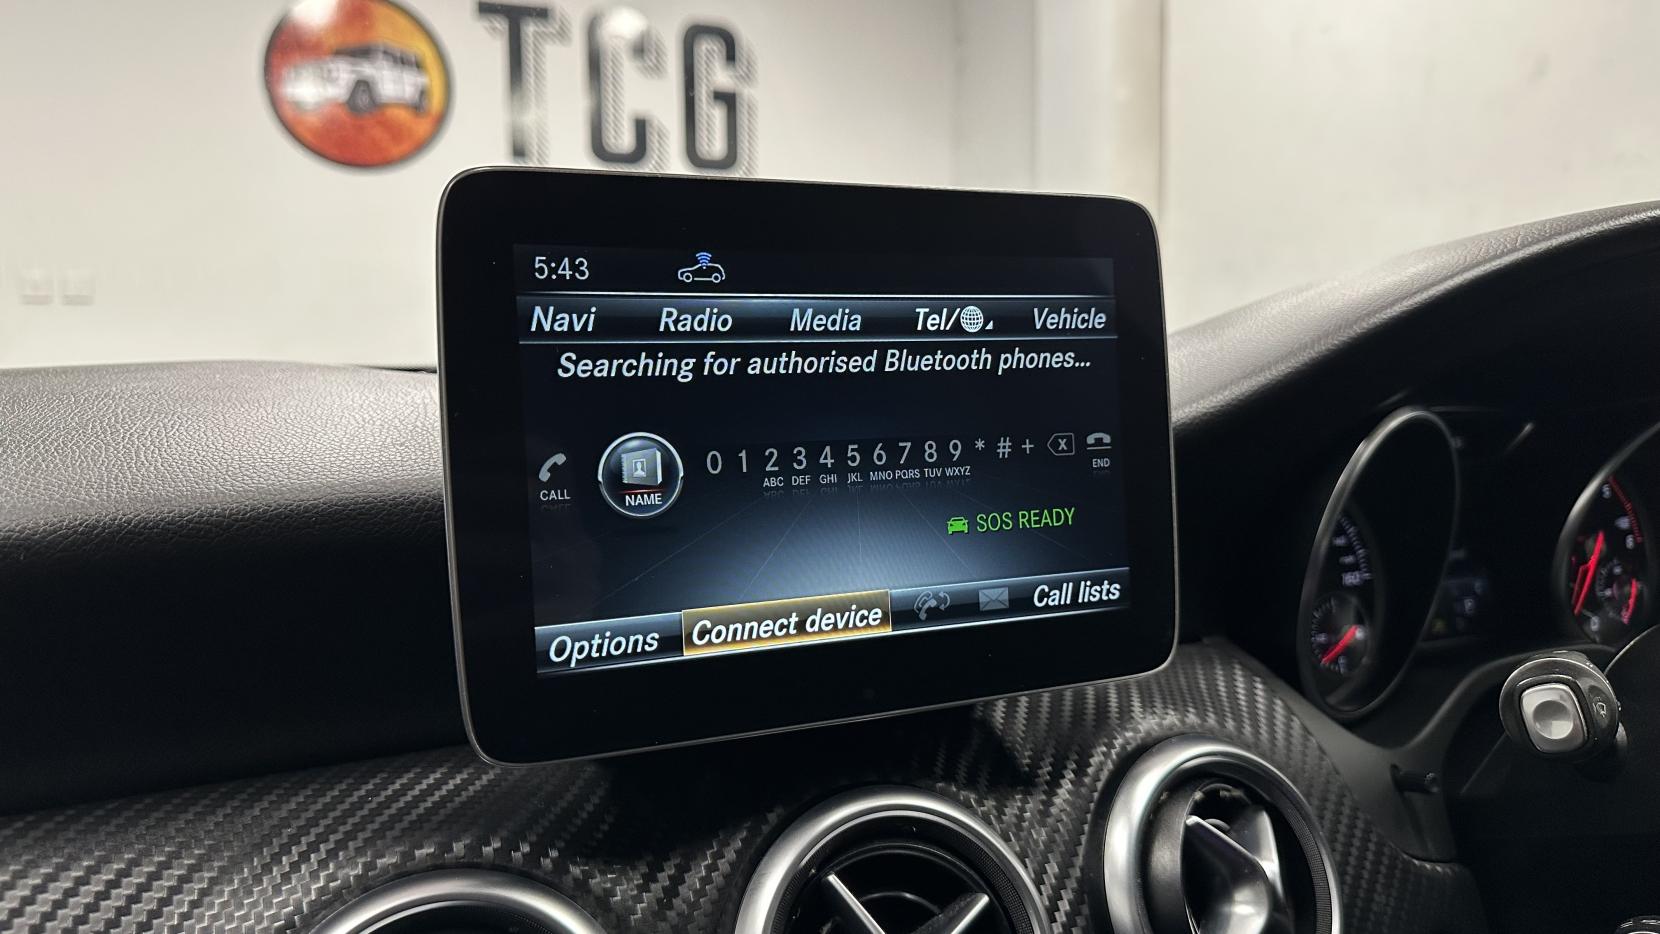 TCG
5:43
Navi Radio Media Tel/ Vehicle
Searching for authorised Bluetooth phones...
CALL NAME 0 1 2 3 4 5 6 7 8 9 * # + X END
ABC DEF GHI JKL MNO PQRS TUV WXYZ
SOS READY
Options Connect device Call lists
160